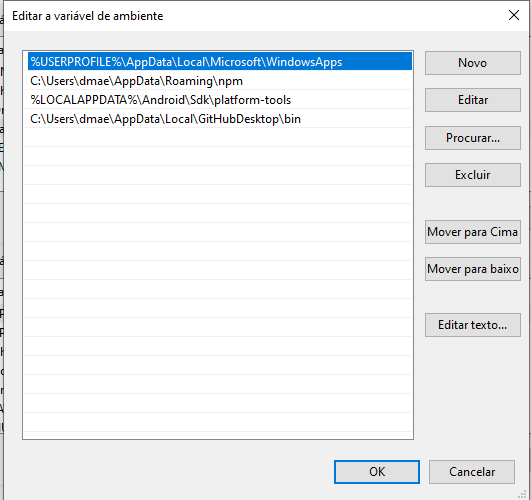 Editar a variável de ambiente
%USERPROFILE%\AppData\Local\Microsoft\WindowsApps
C:\Users\dmae\AppData\Roaming\npm
%LOCALAPPDATA%\Android\Sdk\platform-tools
C:\Users\dmae\AppData\Local\GitHubDesktop\bin
Novo
Editar
Procurar...
Excluir
Mover para Cima
Mover para baixo
Editar texto...
OK
Cancelar